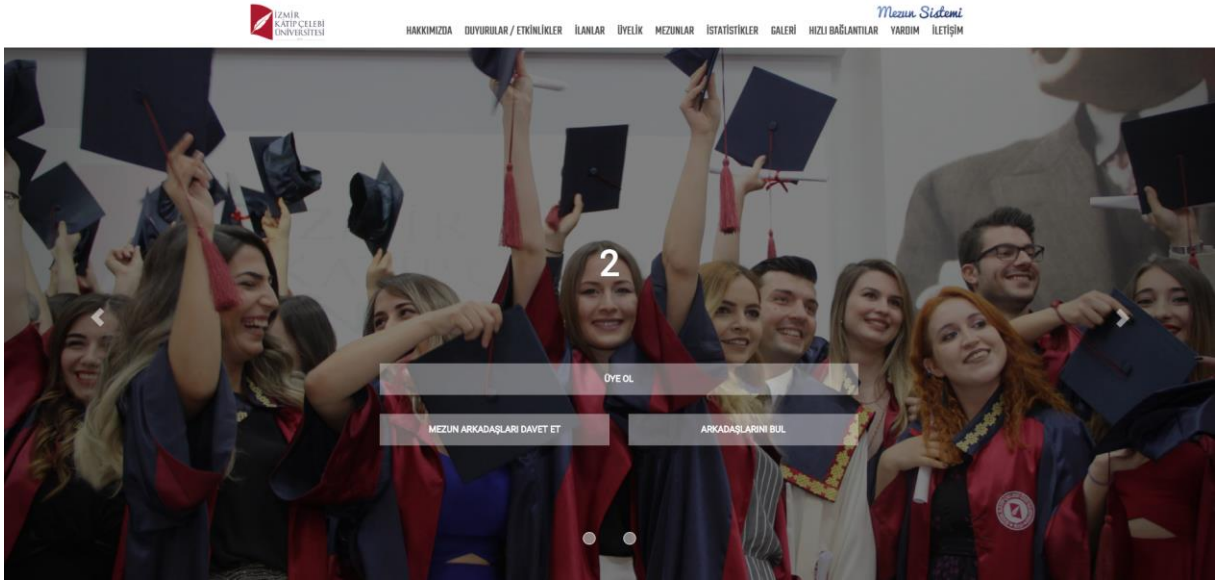 İZMİR
KÂTİP ÇELEBİ
ÜNİVERSİTESİ
Mezun Sistemi
HAKKIMIZDA DUYURULAR / ETKİNLİKLER İLANLAR ÜYELİK MEZUNLAR İSTATİSTİKLER GALERİ HIZLI BAĞLANTILAR YARDIM İLETİŞİM
2
ÜYE OL
MEZUN ARKADAŞLARI DAVET ET
ARKADAŞLARINI BUL